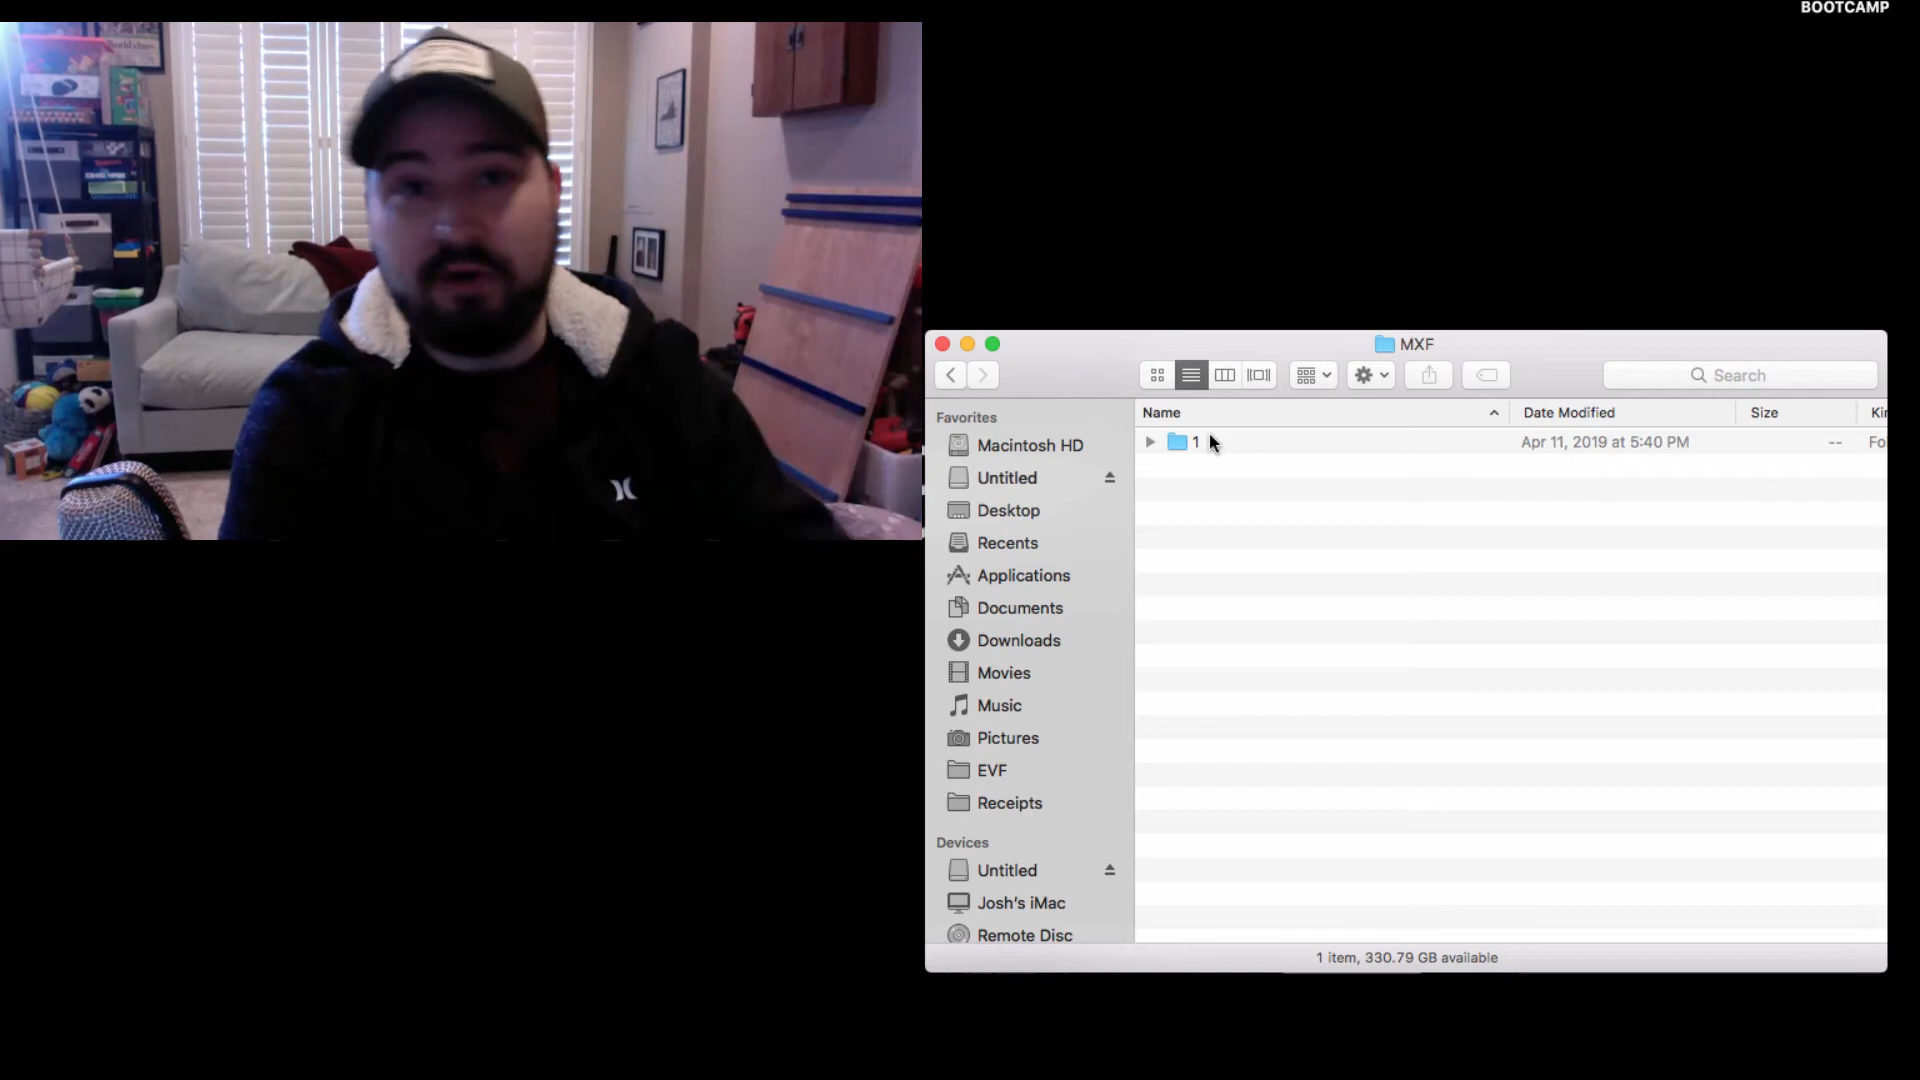 BOOTCAMP
MXF
Search
Name
Date Modified
Size
Kin
1
Apr 11, 2019 at 5:40 PM
--
Fo
Favorites
Macintosh HD
Untitled
Desktop
Recents
Applications
Documents
Downloads
Movies
Music
Pictures
EVF
Receipts
Devices
Untitled
Josh's iMac
Remote Disc
1 item, 330.79 GB available